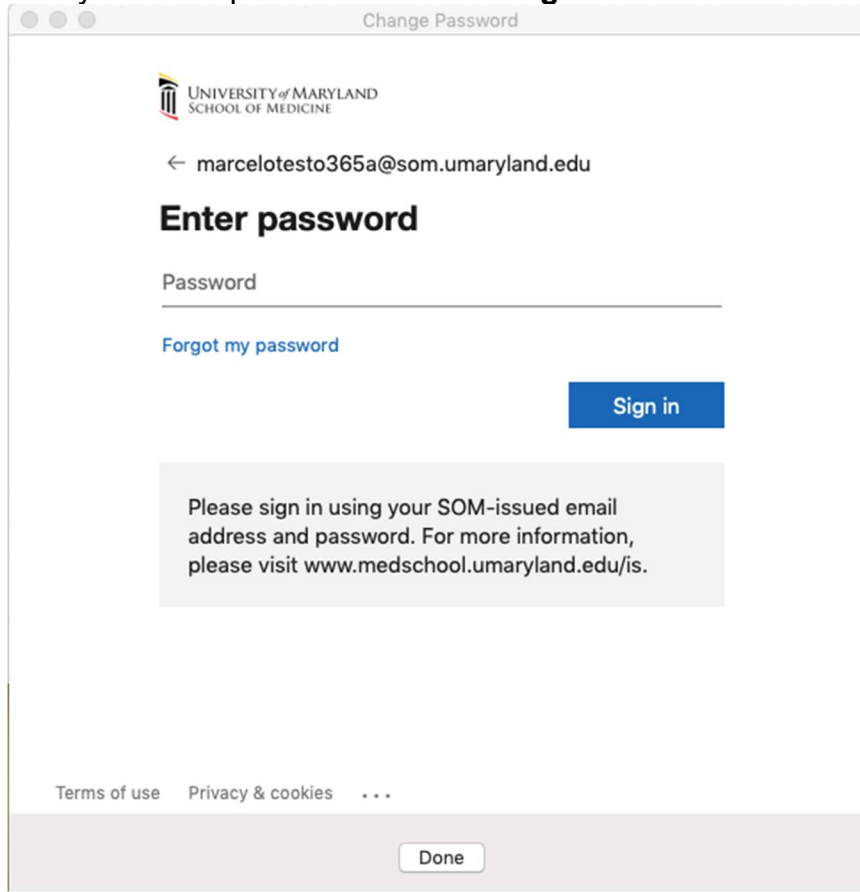 Change Password
UNIVERSITY of MARYLAND
SCHOOL OF MEDICINE
← marcelotesto365a@som.umaryland.edu
Enter password
Password
Forgot my password
Sign in
Please sign in using your SOM-issued email
address and password. For more information,
please visit www.medschool.umaryland.edu/is.
Terms of use Privacy & cookies ...
Done